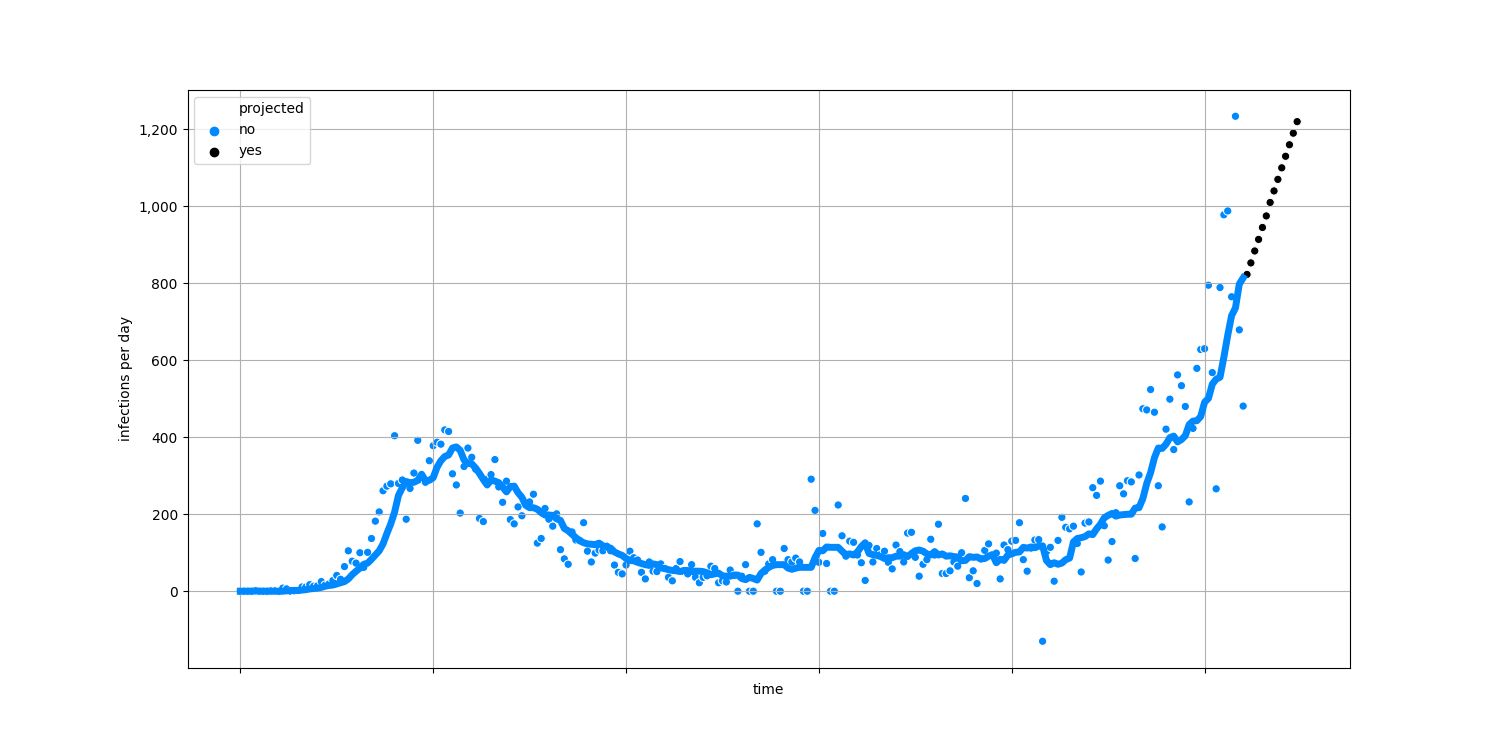 projected
no
yes
1,200
1,000
800
600
400
200
0
infections per day
time